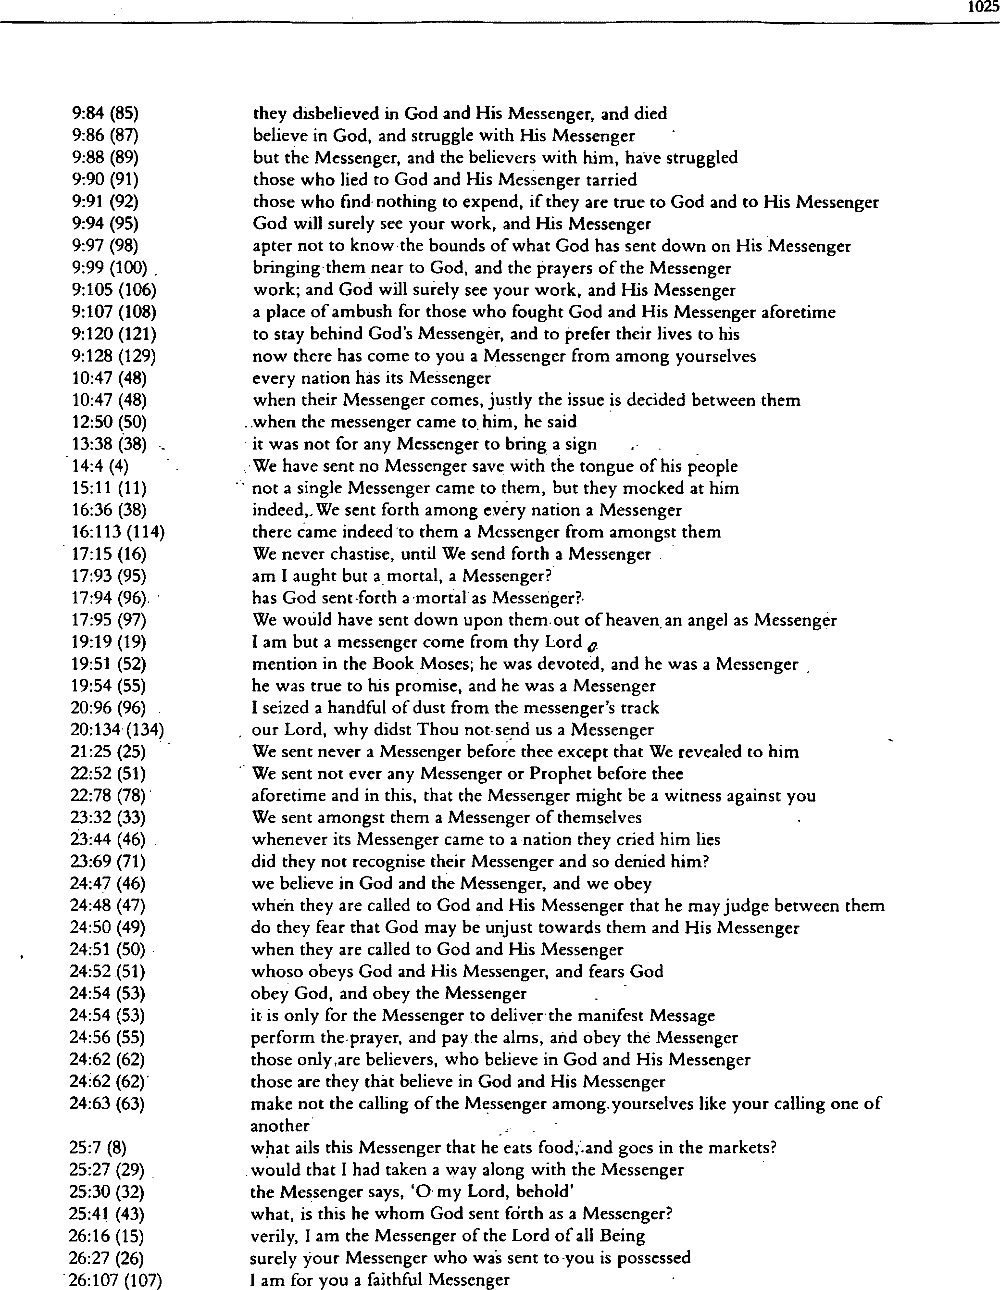 1025
9:84 (85) they disbelieved in God and His Messenger, and died
9:86 (87) believe in God, and struggle with His Messenger
9:88 (89) but the Messenger, and the believers with him, have struggled
9:90 (91) those who lied to God and His Messenger tarried
9:91 (92) those who find nothing to expend, if they are true to God and to His Messenger
9:94 (95) God will surely see your work, and His Messenger
9:97 (98) apter not to know the bounds of what God has sent down on His Messenger
9:99 (100) bringing them near to God, and the prayers of the Messenger
9:105 (106) work; and God will surely see your work, and His Messenger
9:107 (108) a place of ambush for those who fought God and His Messenger aforetime
9:120 (121) to stay behind God's Messenger, and to prefer their lives to his
9:128 (129) now there has come to you a Messenger from among yourselves
10:47 (48) every nation has its Messenger
10:47 (48) when their Messenger comes, justly the issue is decided between them
12:50 (50) when the messenger came to him, he said
13:38 (38) it was not for any Messenger to bring a sign
14:4 (4) We have sent no Messenger save with the tongue of his people
15:11 (11) not a single Messenger came to them, but they mocked at him
16:36 (38) indeed, We sent forth among every nation a Messenger
16:113 (114) there came indeed to them a Messenger from amongst them
17:15 (16) We never chastise, until We send forth a Messenger
17:93 (95) am I aught but a mortal, a Messenger?
17:94 (96) has God sent forth a mortal as Messenger?
17:95 (97) We would have sent down upon them out of heaven an angel as Messenger
19:19 (19) I am but a messenger come from thy Lord
19:51 (52) mention in the Book Moses; he was devoted, and he was a Messenger
19:54 (55) he was true to his promise, and he was a Messenger
20:96 (96) I seized a handful of dust from the messenger's track
20:134 (134) our Lord, why didst Thou not send us a Messenger
21:25 (25) We sent never a Messenger before thee except that We revealed to him
22:52 (51) We sent not ever any Messenger or Prophet before thee
22:78 (78) aforetime and in this, that the Messenger might be a witness against you
23:32 (33) We sent amongst them a Messenger of themselves
23:44 (46) whenever its Messenger came to a nation they cried him lies
23:69 (71) did they not recognise their Messenger and so denied him?
24:47 (46) we believe in God and the Messenger, and we obey
24:48 (47) when they are called to God and His Messenger that he may judge between them
24:50 (49) do they fear that God may be unjust towards them and His Messenger
24:51 (50) when they are called to God and His Messenger
24:52 (51) whoso obeys God and His Messenger, and fears God
24:54 (53) obey God, and obey the Messenger
24:54 (53) it is only for the Messenger to deliver the manifest Message
24:56 (55) perform the prayer, and pay the alms, and obey the Messenger
24:62 (62) those only are believers, who believe in God and His Messenger
24:62 (62) those are they that believe in God and His Messenger
24:63 (63) make not the calling of the Messenger among yourselves like your calling one of
another
25:7 (8) what ails this Messenger that he eats food, and goes in the markets?
25:27 (29) would that I had taken a way along with the Messenger
25:30 (32) the Messenger says, 'O my Lord, behold'
25:41 (43) what, is this he whom God sent forth as a Messenger?
26:16 (15) verily, I am the Messenger of the Lord of all Being
26:27 (26) surely your Messenger who was sent to you is possessed
26:107 (107) I am for you a faithful Messenger